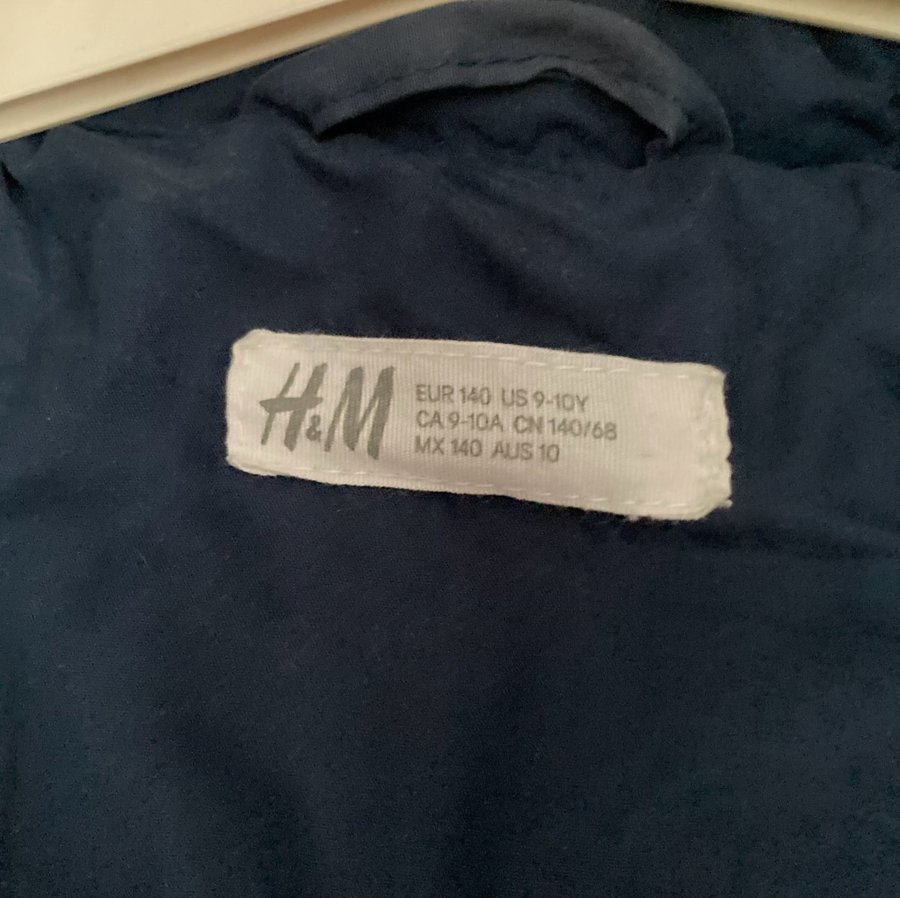 H&M
EUR 140 US 9-10Y
CA 9-10A CN 140/68
MX 140 AUS 10